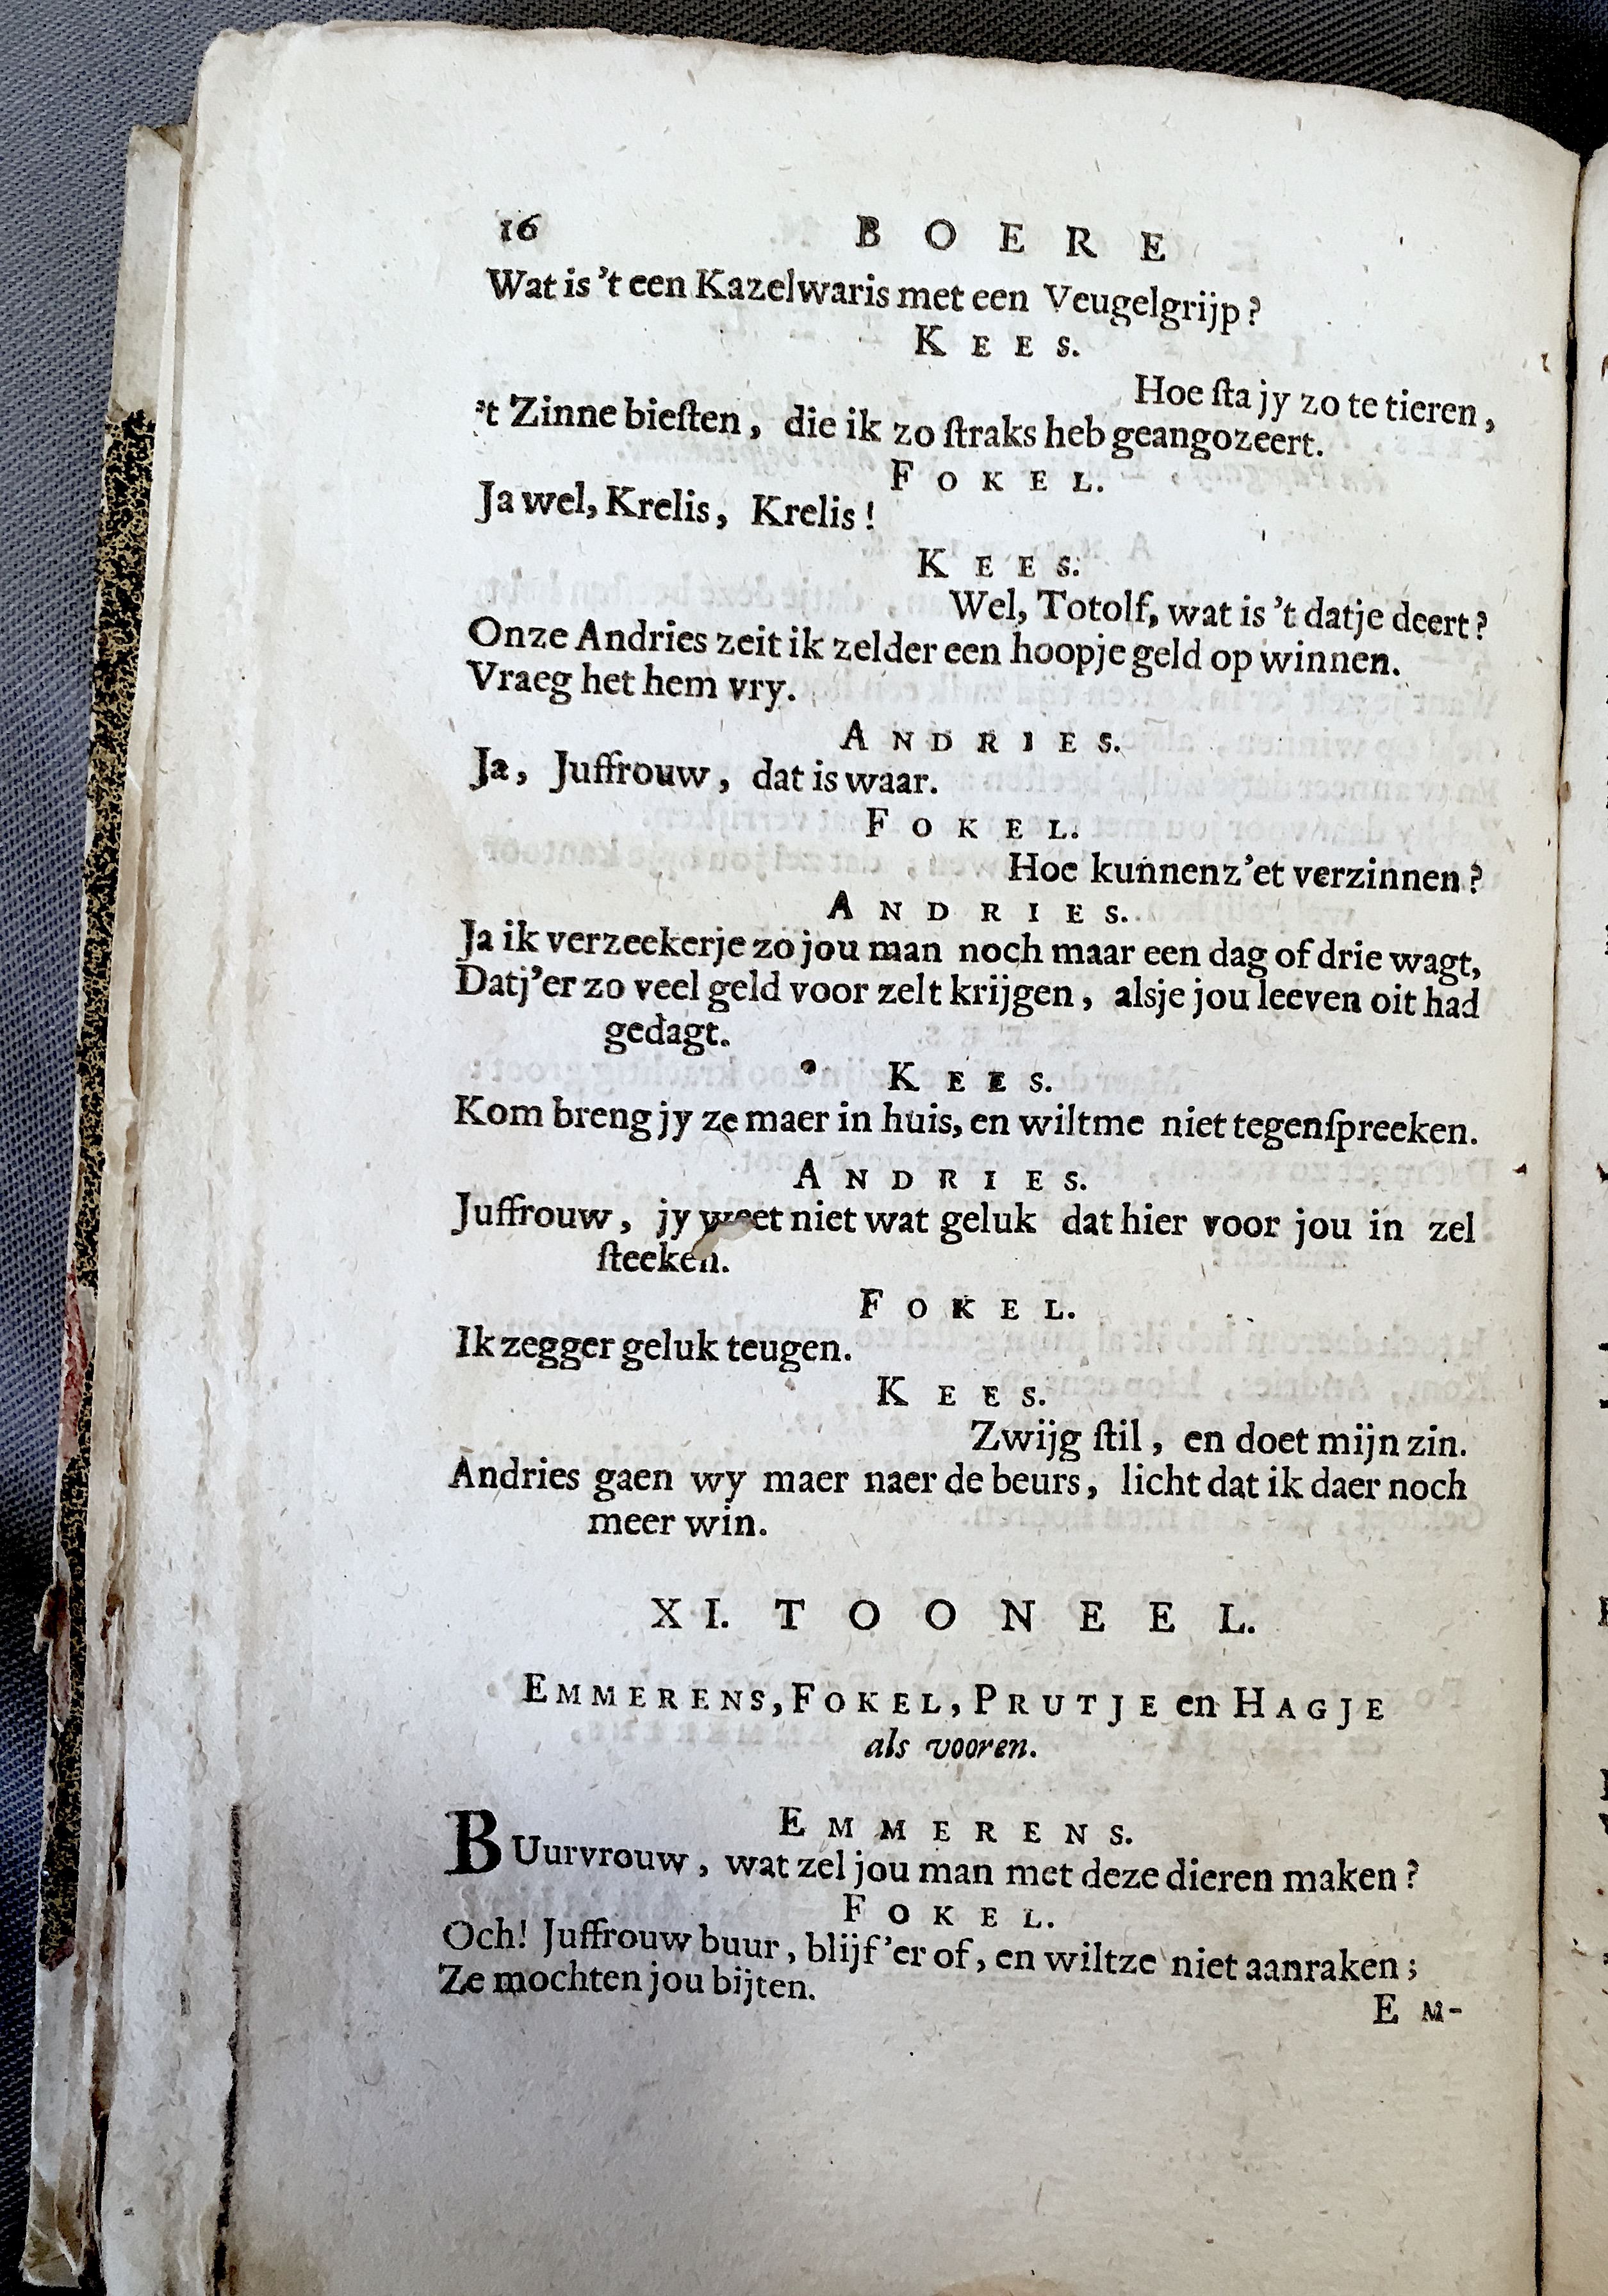 16 BOERE
Wat is 't een Kazelwaris met een Veugelgrijp?
KEES.
Hoe ſta jy zo te tieren,
't Zinne bieſten, die ik zo ſtraks heb geangozeert.
FOKEL.
Ja wel, Krelis, Krelis!
KEES.
Wel, Totolf, wat is 't datje deert?
Onze Andries zeit ik zelder een hoopje geld op winnen.
Vraeg het hem vry.
ANDRIES.
Ja, Juffrouw, dat is waar.
FOKEL.
Hoe kunnenz'et verzinnen?
ANDRIES.
Ja ik verzeekerje zo jou man noch maar een dag of drie wagt,
Datj'er zo veel geld voor zelt krijgen, alsje jou leeven oit had
gedagt.
KEES.
Kom breng jy ze maer in huis, en wiltme niet tegenſpreeken.
ANDRIES.
Juffrouw, jy weet niet wat geluk dat hier voor jou in zel
ſteeken.
FOKEL.
Ik zegger geluk teugen.
KEES.
Zwijg ſtil, en doet mijn zin.
Andries gaen wy maer naer de beurs, licht dat ik daer noch
meer win.
XI. TOONEEL.
EMMERENS, FOKEL, PRUTJE en HAGJE
als vooren.
EMMERENS.
BUurvrouw, wat zel jou man met deze dieren maken?
FOKEL.
Och! Juffrouw buur, blijf'er of, en wiltze niet aanraken;
Ze mochten jou bijten.
EM-